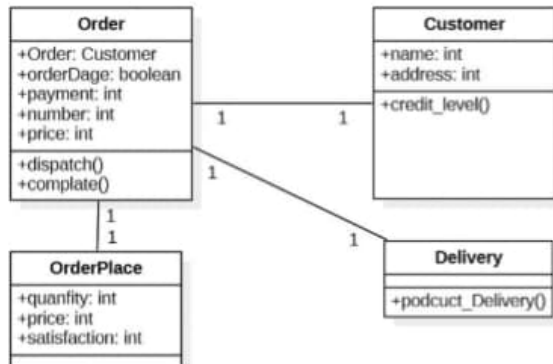 Order
+Order: Customer
+orderDage: boolean
+payment: int
+number: int
+price: int
+dispatch()
+complate()
Customer
+name: int
+address: int
+credit_level()
1
1
1
1
1
1
OrderPlace
+quanfity: int
+price: int
+satisfaction: int
Delivery
+podcuct_Delivery()